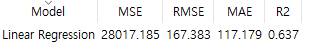 Model MSE RMSE MAE R2
Linear Regression 28017.185 167.383 117.179 0.637